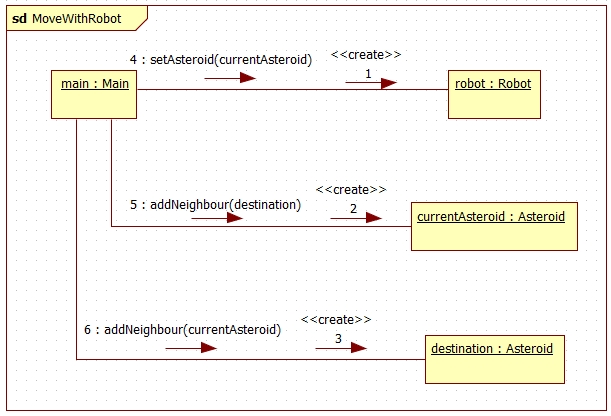 sd MoveWithRobot
4 : setAsteroid(currentAsteroid)
<<create>>
1
main : Main
robot : Robot
5 : addNeighbour(destination)
<<create>>
2
currentAsteroid : Asteroid
6 : addNeighbour(currentAsteroid)
<<create>>
3
destination : Asteroid